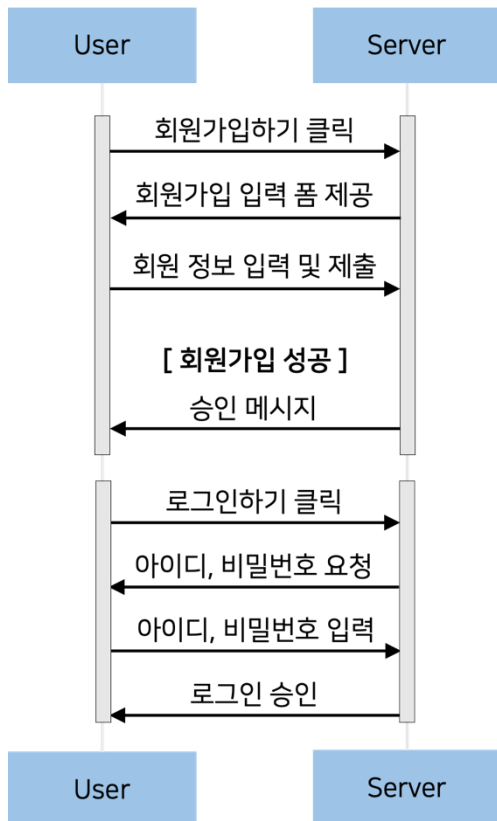 User
Server
회원가입하기 클릭
회원가입 입력 폼 제공
회원 정보 입력 및 제출
[ 회원가입 성공 ]
승인 메시지
로그인하기 클릭
아이디, 비밀번호 요청
아이디, 비밀번호 입력
로그인 승인
User
Server